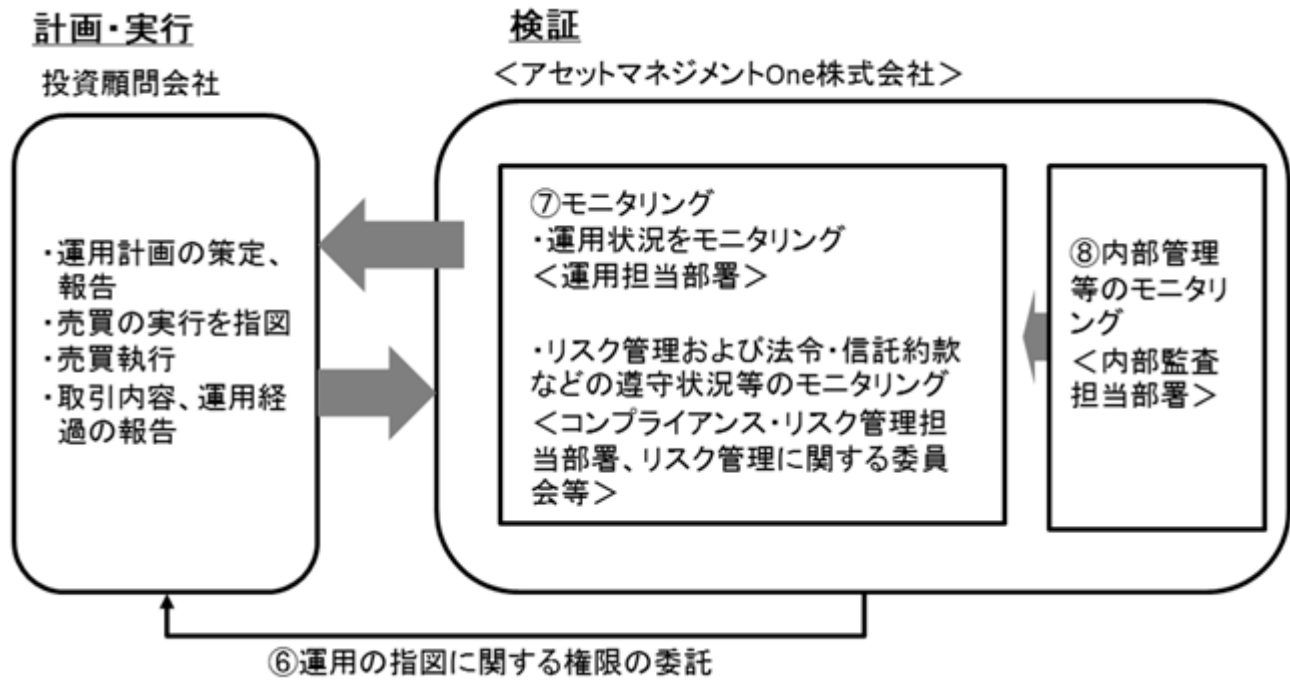 計画・実行
投資顧問会社
・運用計画の策定、
報告
・売買の実行を指図
・売買執行
・取引内容、運用経
過の報告
検証
＜アセットマネジメントOne株式会社＞
⑦モニタリング
・運用状況をモニタリング
＜運用担当部署＞
・リスク管理および法令・信託約款
などの遵守状況等のモニタリング
＜コンプライアンス・リスク管理担
当部署、リスク管理に関する委員
会等＞
⑧内部管理
等のモニタリ
ング
＜内部監査
担当部署＞
⑥運用の指図に関する権限の委託